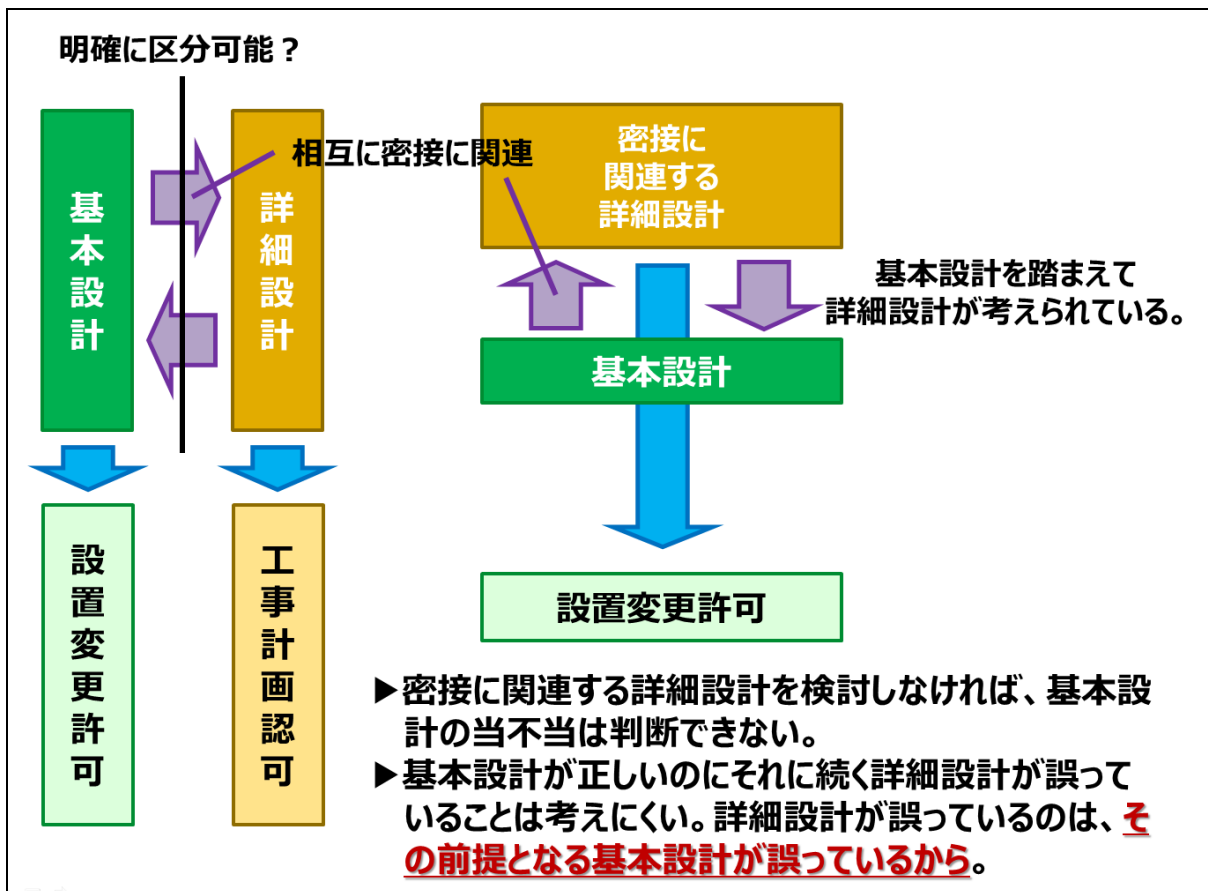 明確に区分可能？
基本設計
詳細設計
相互に密接に関連
設置変更許可
工事計画認可
密接に
関連する
詳細設計
基本設計を踏まえて
詳細設計が考えられている。
基本設計
設置変更許可
▶密接に関連する詳細設計を検討しなければ、基本設
計の当不当は判断できない。
▶基本設計が正しいのにそれに続く詳細設計が誤って
いることは考えにくい。詳細設計が誤っているのは、そ
の前提となる基本設計が誤っているから。